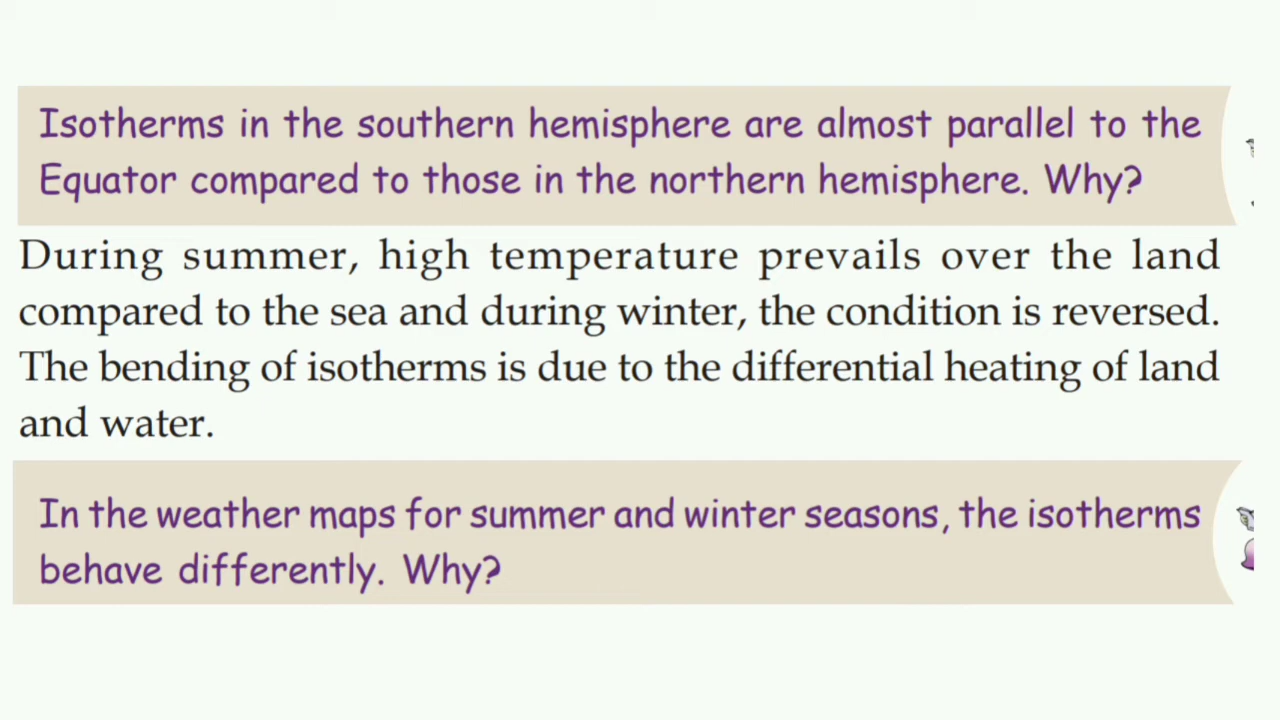 Isotherms in the southern hemisphere are almost parallel to the
Equator compared to those in the northern hemisphere. Why?
During summer, high temperature prevails over the land
compared to the sea and during winter, the condition is reversed.
The bending of isotherms is due to the differential heating of land
and water.
In the weather maps for summer and winter seasons, the isotherms
behave differently. Why?